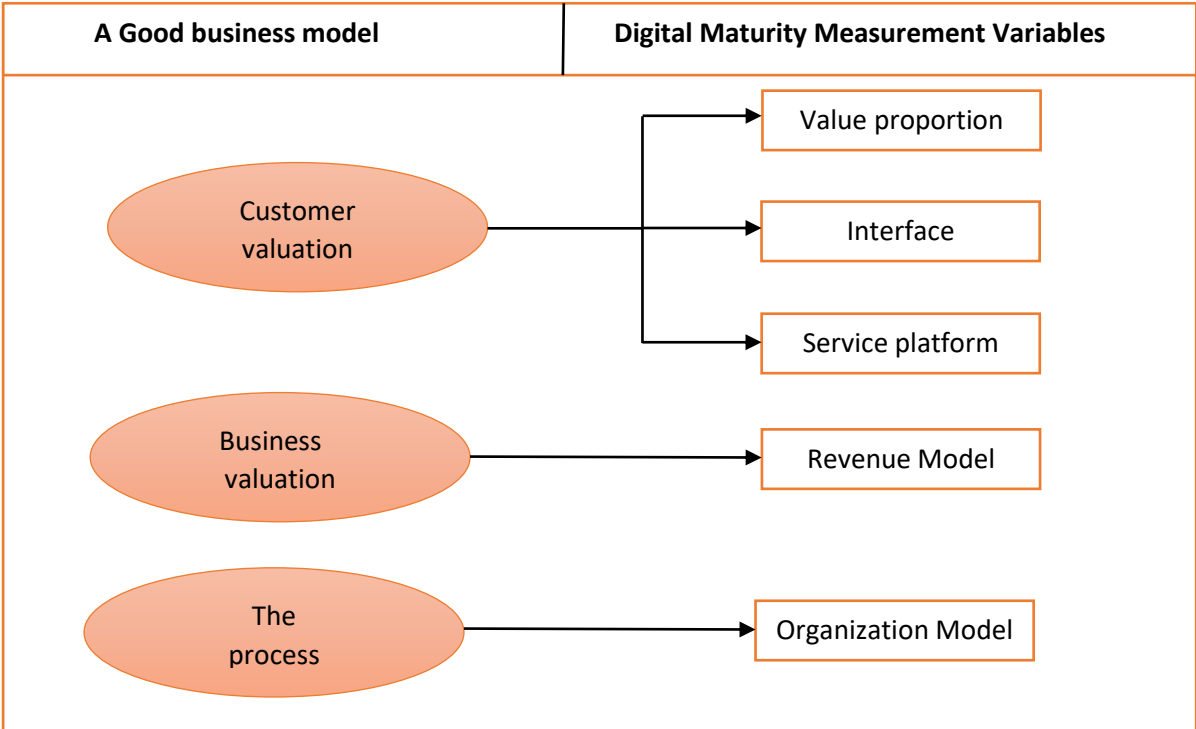 A Good business model
Digital Maturity Measurement Variables
Value proportion
Customer
valuation
Interface
Service platform
Business
valuation
Revenue Model
The
process
Organization Model